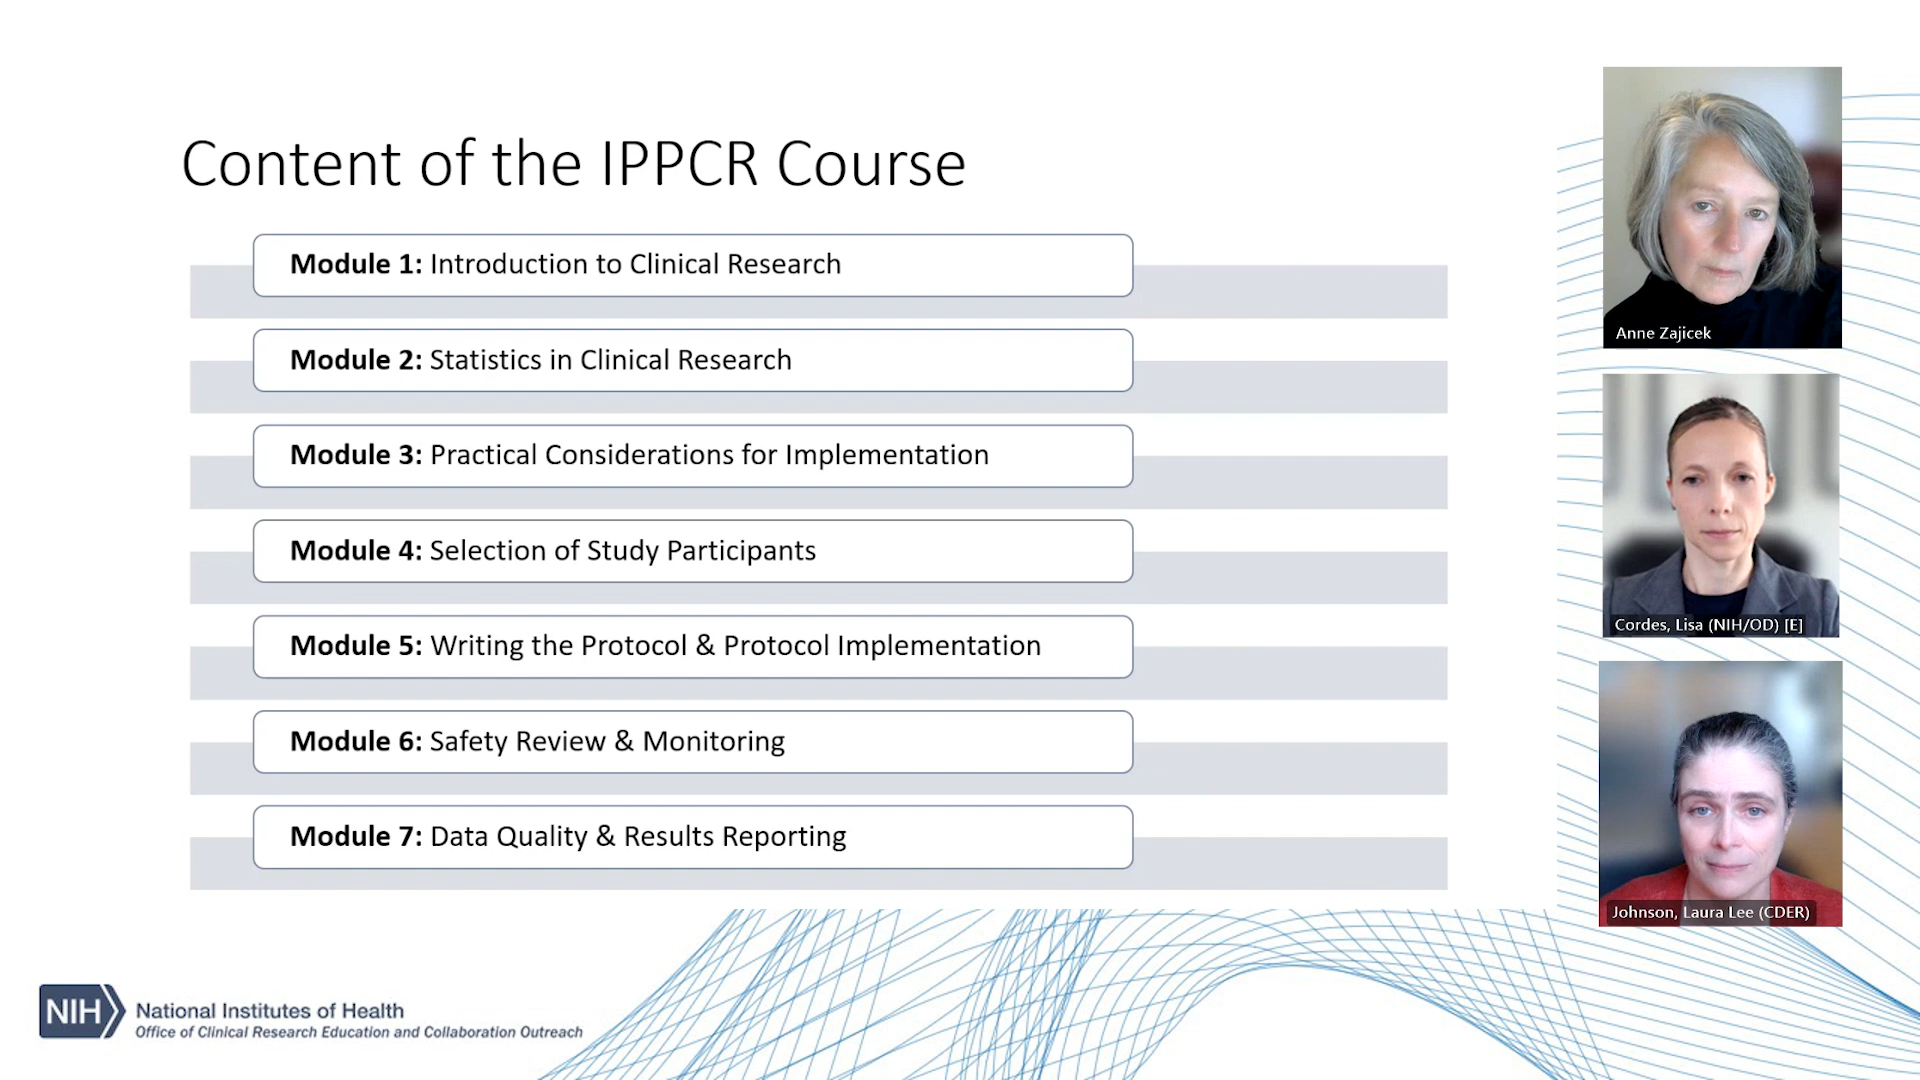 Content of the IPPCR Course
Module 1: Introduction to Clinical Research
Module 2: Statistics in Clinical Research
Module 3: Practical Considerations for Implementation
Module 4: Selection of Study Participants
Module 5: Writing the Protocol & Protocol Implementation
Module 6: Safety Review & Monitoring
Module 7: Data Quality & Results Reporting
Anne Zajicek
Cordes, Lisa (NIH/OD) [E]
Johnson, Laura Lee (CDER)
NIH
National Institutes of Health
Office of Clinical Research Education and Collaboration Outreach